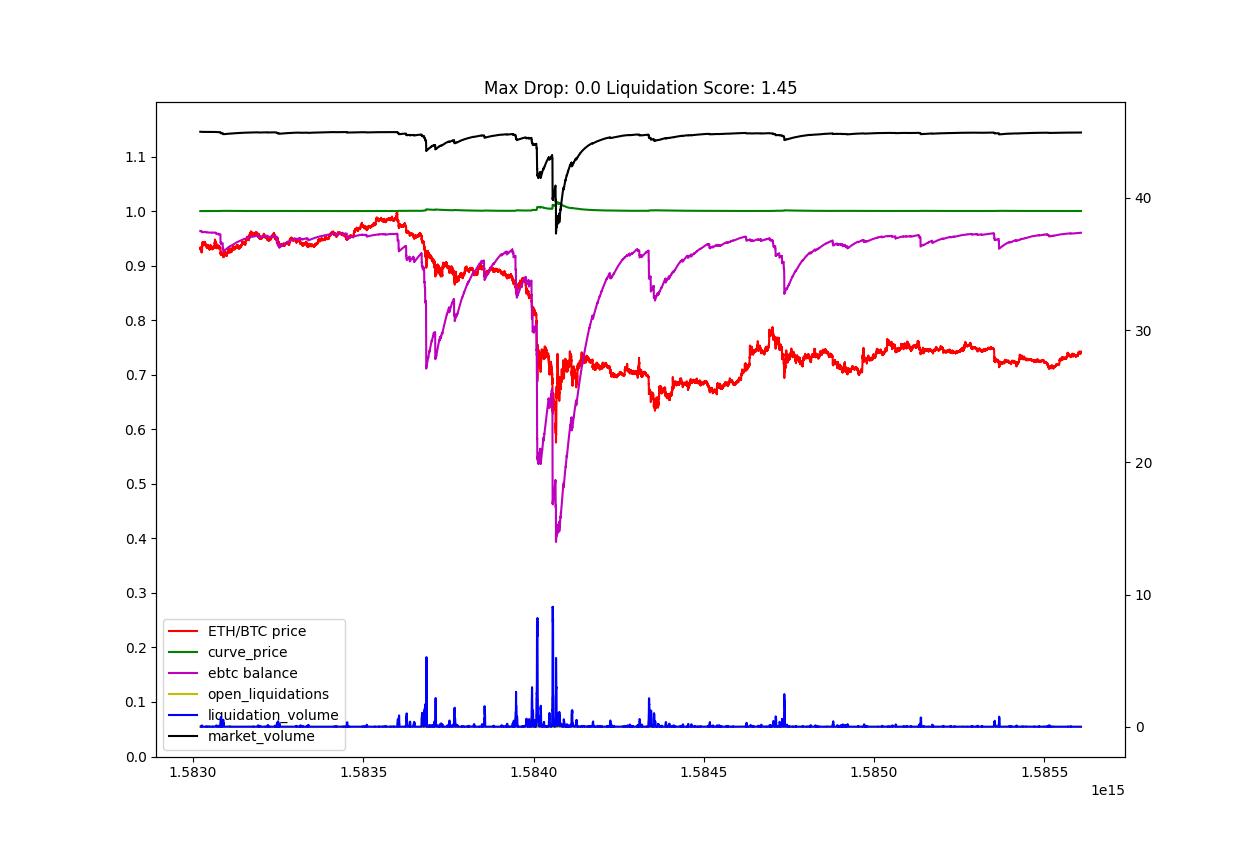 Max Drop: 0.0 Liquidation Score: 1.45
1.1
1.0
0.9
0.8
0.7
0.6
0.5
0.4
0.3
0.2
0.1
0.0
40
30
20
10
0
ETH/BTC price
curve_price
ebtc balance
open_liquidations
liquidation_volume
market_volume
1.5830
1.5835
1.5840
1.5845
1.5850
1.5855
1e15